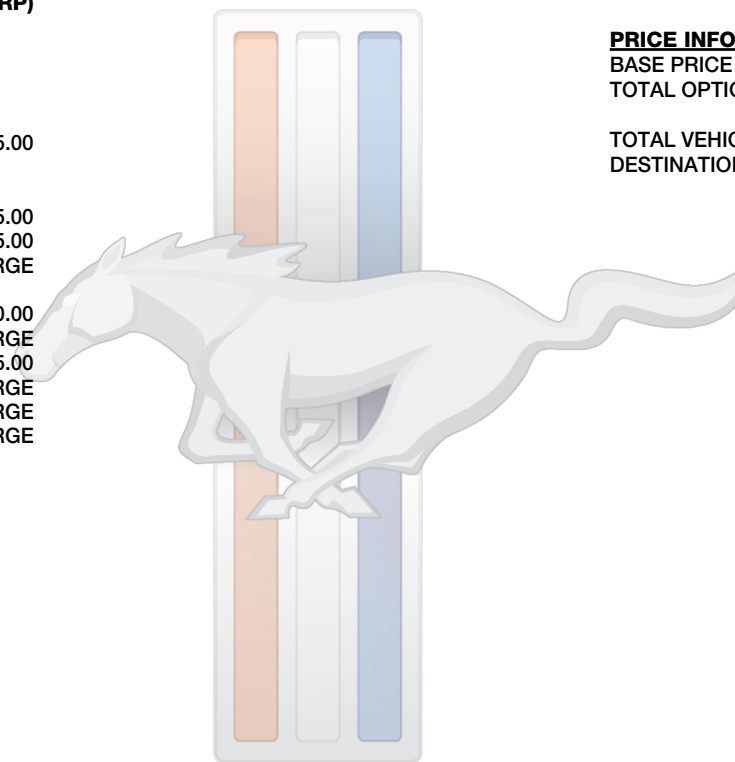 RP)
5.00
5.00
5.00
RGE
0.00
RGE
5.00
RGE
RGE
RGE
PRICE INFO
BASE PRICE
TOTAL OPTIO
TOTAL VEHIC
DESTINATION